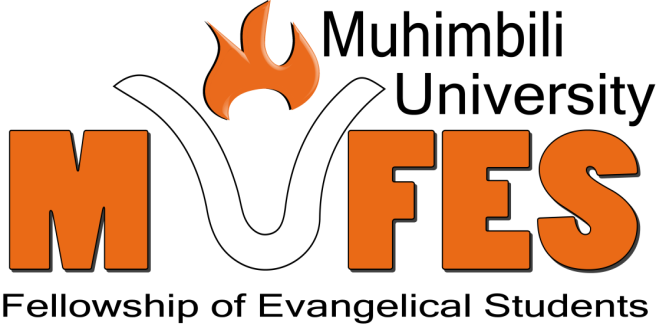 Muhimbili
University
MUFES
Fellowship of Evangelical Students